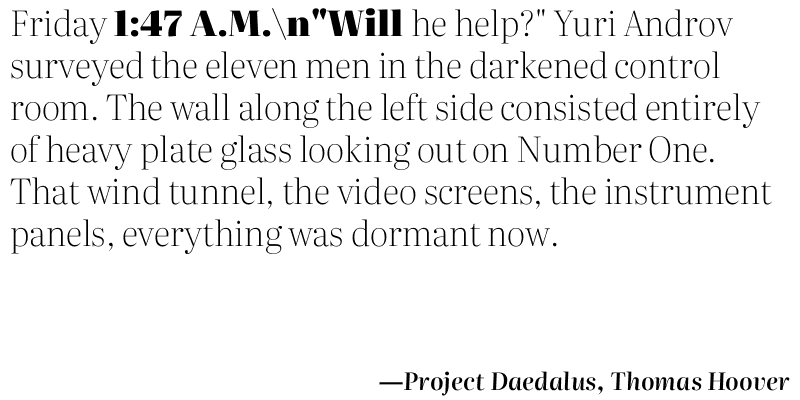 Friday 1:47 A.M.\n"Will he help?" Yuri Androv
surveyed the eleven men in the darkened control
room. The wall along the left side consisted entirely
of heavy plate glass looking out on Number One.
That wind tunnel, the video screens, the instrument
panels, everything was dormant now.
—Project Daedalus, Thomas Hoover